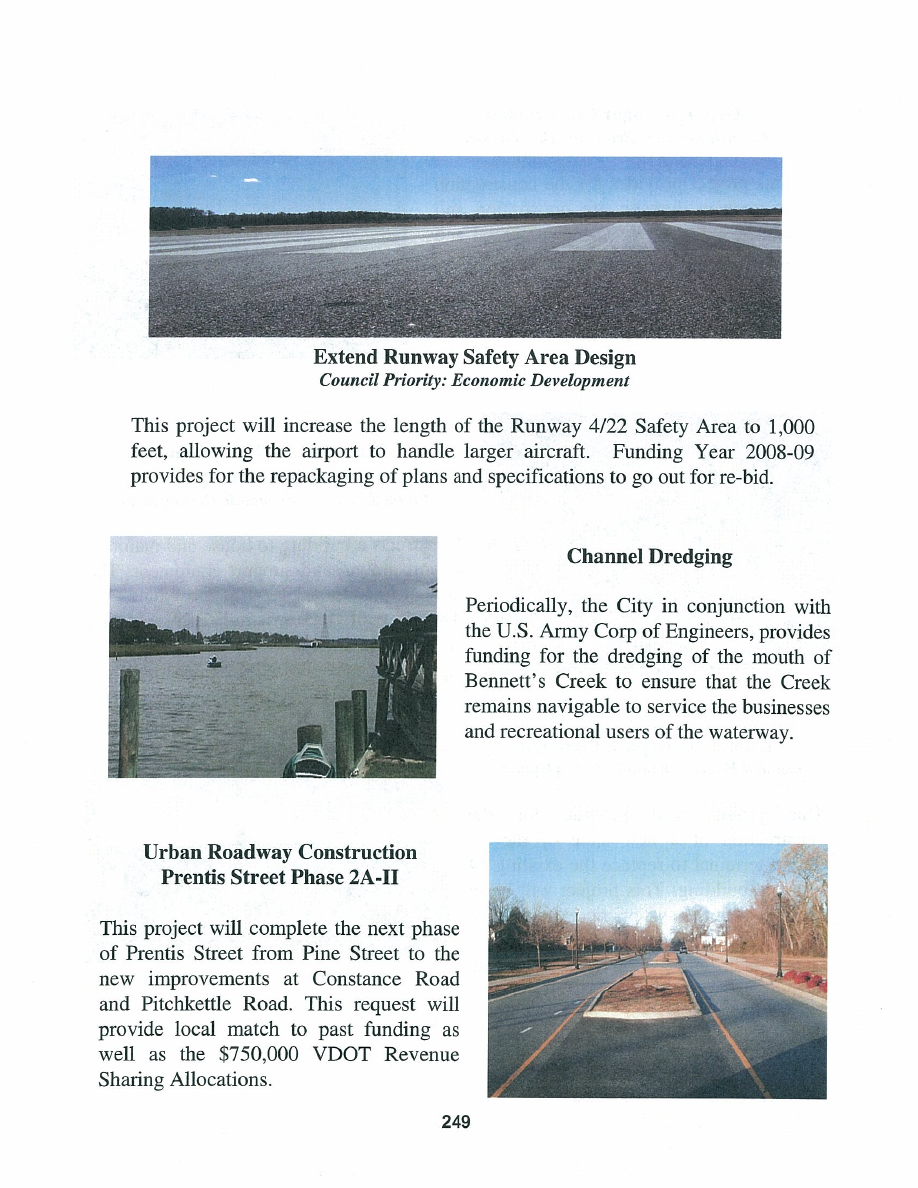 Extend Runway Safety Area Design
Council Priority: Economic Development
This project will increase the length of the Runway 4/22 Safety Area to 1,000
feet, allowing the airport to handle larger aircraft. Funding Year 2008-09
provides for the repackaging of plans and specifications to go out for re-bid.
Channel Dredging
Periodically, the City in conjunction with
the U.S. Army Corp of Engineers, provides
funding for the dredging of the mouth of
Bennett's Creek to ensure that the Creek
remains navigable to service the businesses
and recreational users of the waterway.
Urban Roadway Construction
Prentis Street Phase 2A-II
This project will complete the next phase
of Prentis Street from Pine Street to the
new improvements at Constance Road
and Pitchkettle Road. This request will
provide local match to past funding as
well as the $750,000 VDOT Revenue
Sharing Allocations.
249